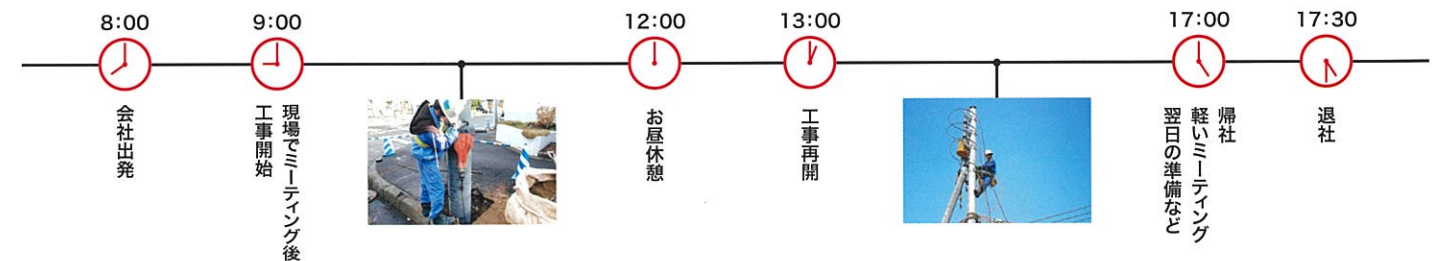 8:00
会社出発
9:00
現場でミーティング後
工事開始
12:00
お昼休憩
13:00
工事再開
17:00
帰社
軽いミーティング
翌日の準備など
17:30
退社